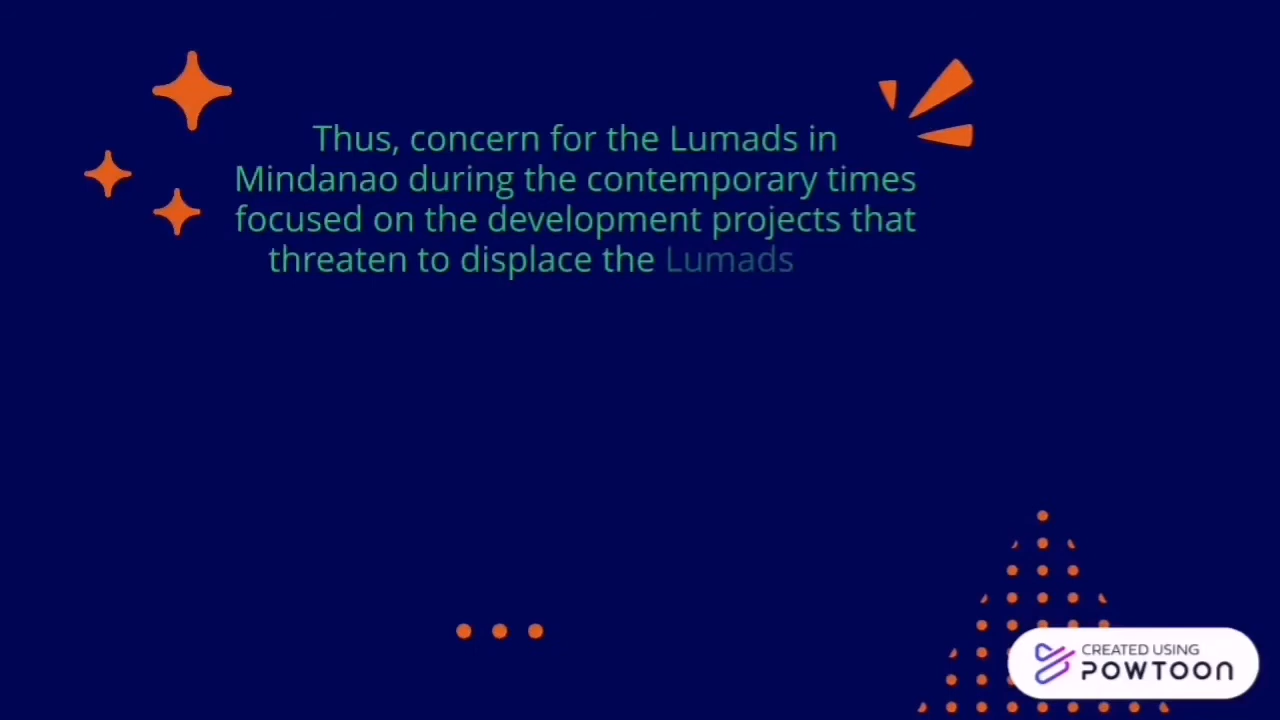 Thus, concern for the Lumads in
Mindanao during the contemporary times
focused on the development projects that
threaten to displace the Lumads
CREATED USING
POWTOON